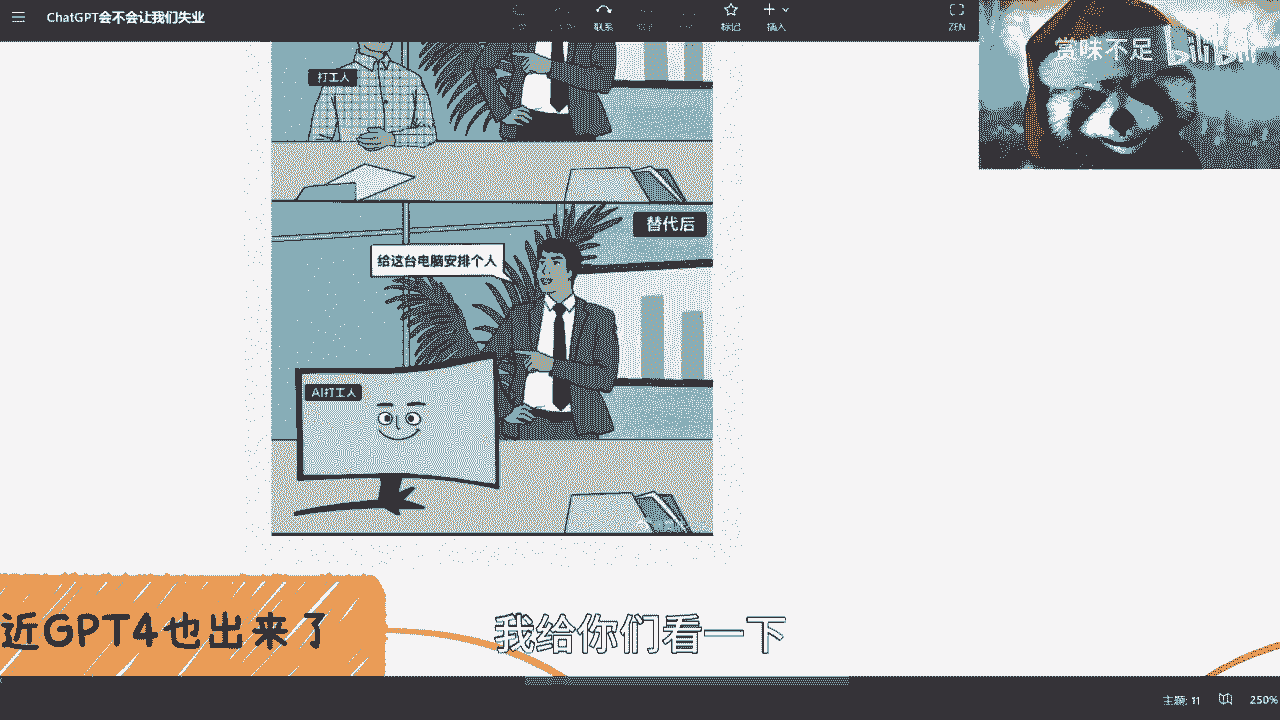 ChatGPT会不会让我们失业
联系
标记
插入
ZEN
赏味不足
bilibili
打工人
替代后
给这台电脑安排个人
AI打工人
近GPT4也出来了
我给你们看一下
主题: 11
250%